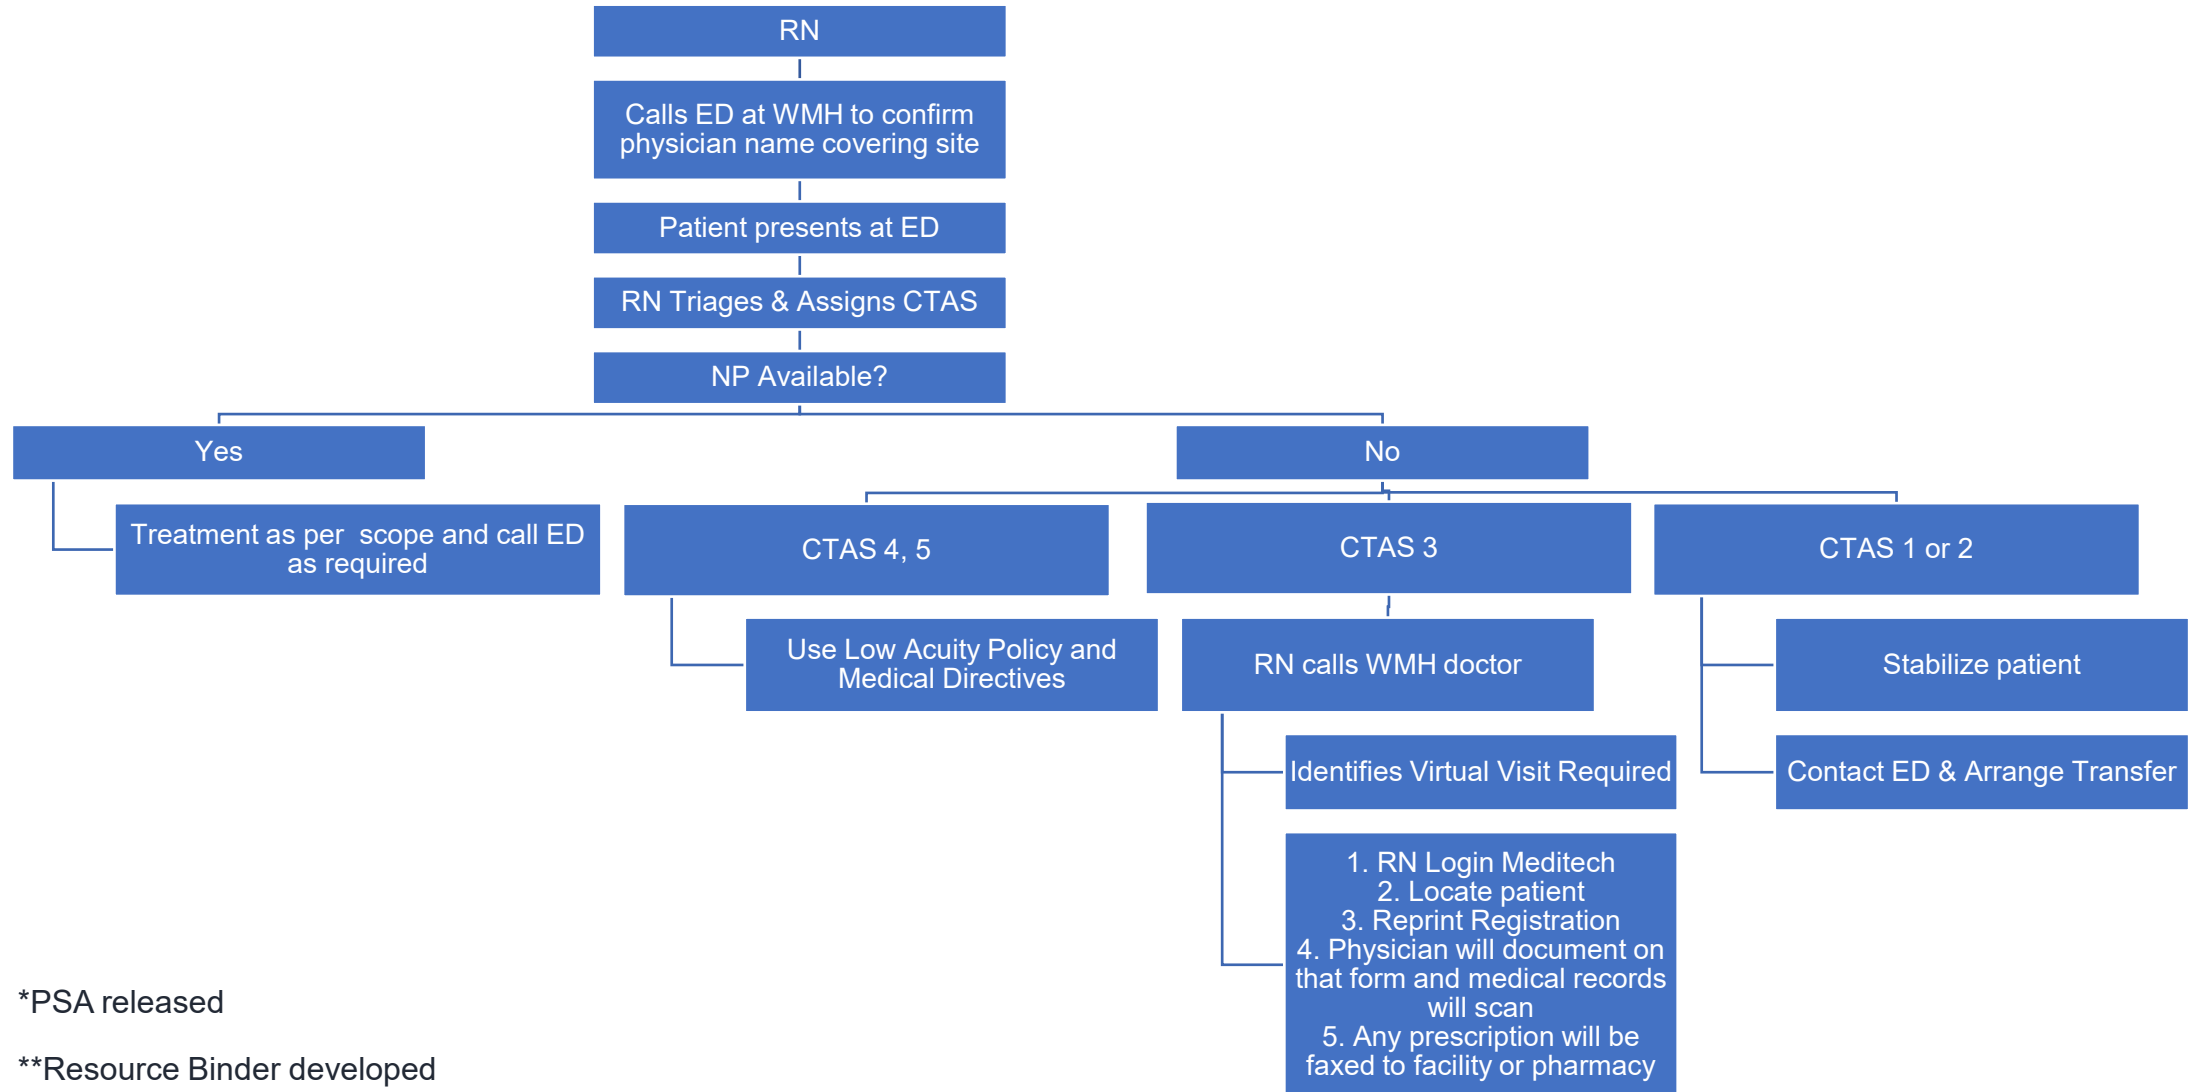 RN
Calls ED at WMH to confirm
physician name covering site
Patient presents at ED
RN Triages & Assigns CTAS
NP Available?
Yes
No
Treatment as per  scope and call ED
as required
CTAS 4, 5
CTAS 3
CTAS 1 or 2
Use Low Acuity Policy and
Medical Directives
RN calls WMH doctor
Stabilize patient
Identifies Virtual Visit Required
Contact ED & Arrange Transfer
1. RN Login Meditech
2. Locate patient
3. Reprint Registration
4. Physician will document on
that form and medical records
will scan
5. Any prescription will be
faxed to facility or pharmacy
*PSA released
**Resource Binder developed